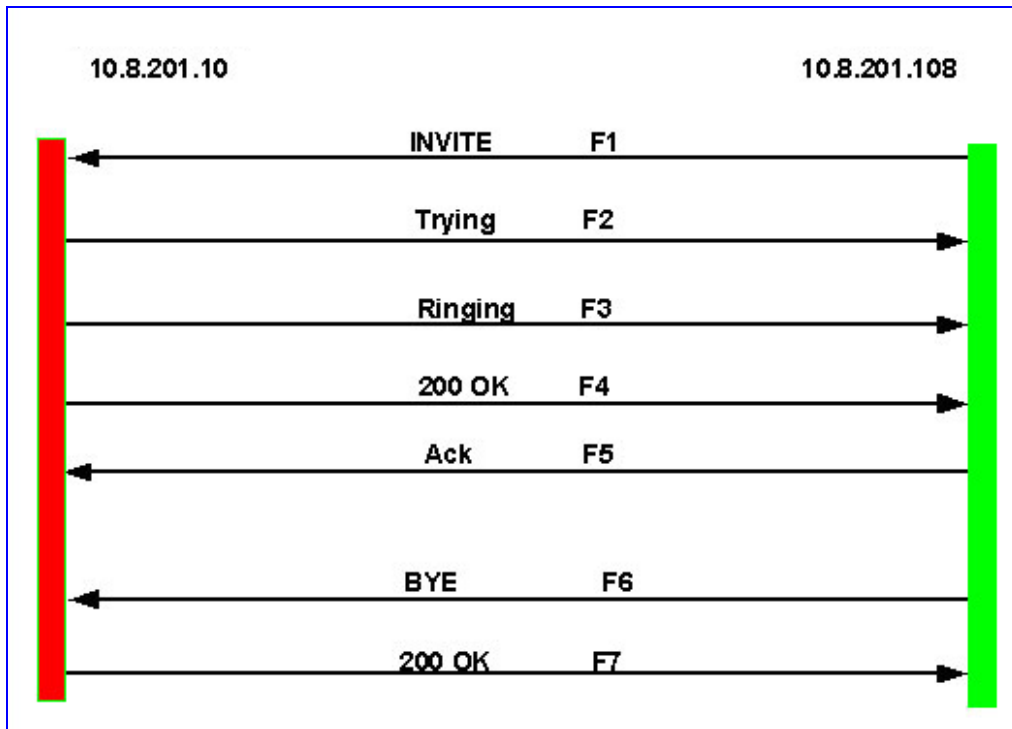 10.8.201.10 10.8.201.108
INVITE F1
Trying F2
Ringing F3
200 OK F4
Ack F5
BYE F6
200 OK F7